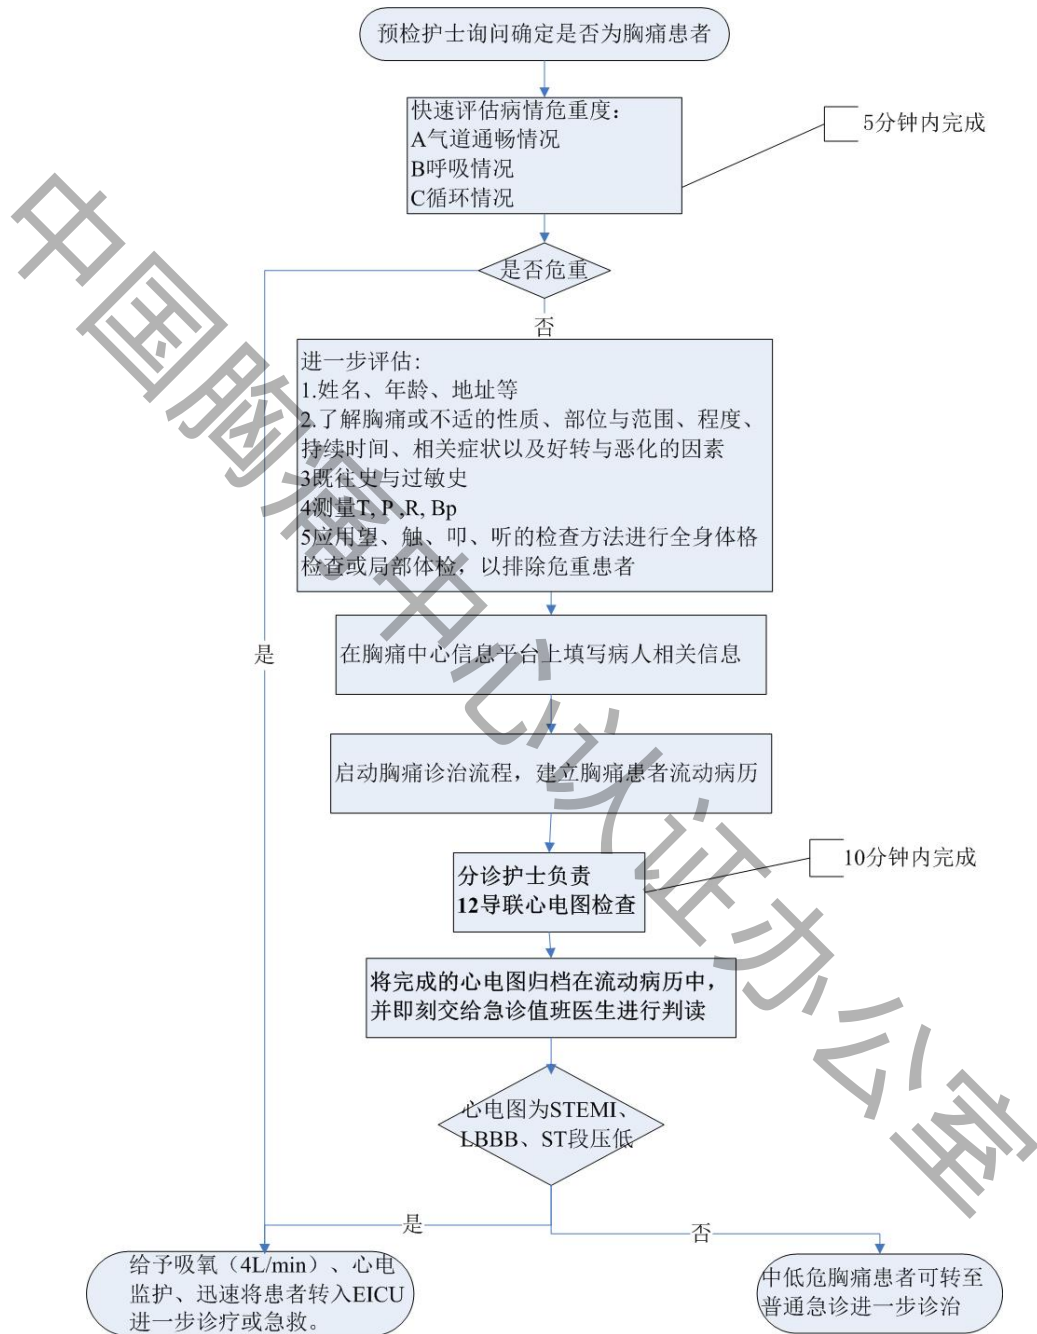 预检护士询问确定是否为胸痛患者
快速评估病情危重度：
A气道通畅情况
B呼吸情况
C循环情况
5分钟内完成
是否危重
否
进一步评估：
1.姓名、年龄、地址等
2.了解胸痛或不适的性质、部位与范围、程度、
持续时间、相关症状以及好转与恶化的因素
3既往史与过敏史
4测量T, P ,R, Bp
5应用望、触、叩、听的检查方法进行全身体格
检查或局部体检，以排除危重患者
是
在胸痛中心信息平台上填写病人相关信息
启动胸痛诊治流程，建立胸痛患者流动病历
分诊护士负责
12导联心电图检查
10分钟内完成
将完成的心电图归档在流动病历中，
并即刻交给急诊值班医生进行判读
心电图为STEMI、
LBBB、ST段压低
是
否
给予吸氧（4L/min）、心电
监护、迅速将患者转入EICU
进一步诊疗或急救。
中低危胸痛患者可转至
普通急诊进一步诊治
中国胸痛中心认证办公室